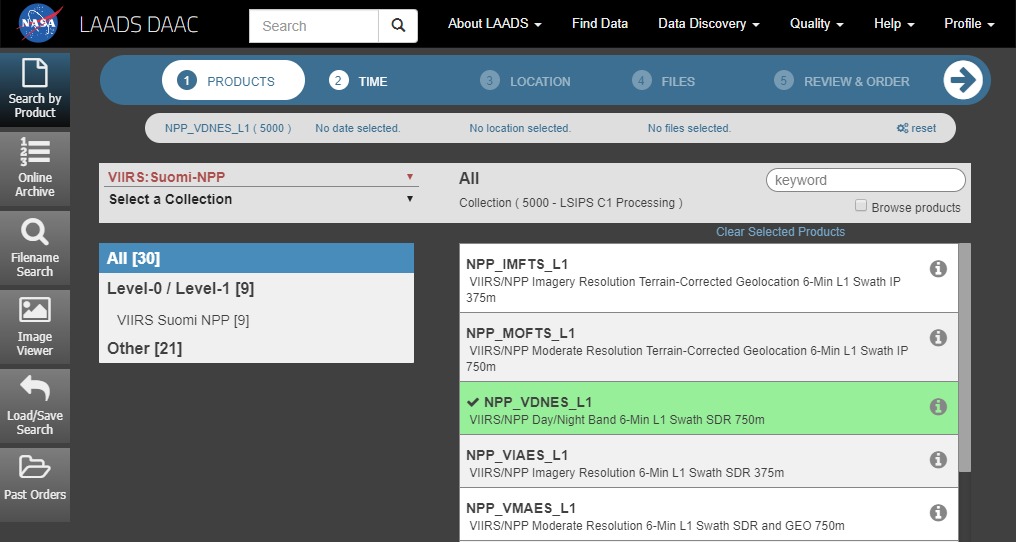 NASA
LAADS DAAC
Search
About LAADS
Find Data
Data Discovery
Quality
Help
Profile
Search by
Product
1
2
3
Online
Archive
Filename
Search
Image
Viewer
Load/Save
Search
Past Orders
1 PRODUCTS
2 TIME
3 LOCATION
4 FILES
5 REVIEW & ORDER
NPP_VDNES_L1 ( 5000 )
No date selected.
No location selected.
No files selected.
reset
VIIRS:Suomi-NPP
Select a Collection
All
Collection ( 5000 - LSIPS C1 Processing )
keyword
Browse products
Clear Selected Products
All [30]
Level-0 / Level-1 [9]
VIIRS Suomi NPP [9]
Other [21]
NPP_IMFTS_L1
VIIRS/NPP Imagery Resolution Terrain-Corrected Geolocation 6-Min L1 Swath IP
375m
NPP_MOFTS_L1
VIIRS/NPP Moderate Resolution Terrain-Corrected Geolocation 6-Min L1 Swath IP
750m
NPP_VDNES_L1
VIIRS/NPP Day/Night Band 6-Min L1 Swath SDR 750m
NPP_VIAES_L1
VIIRS/NPP Imagery Resolution 6-Min L1 Swath SDR 375m
NPP_VMAES_L1
VIIRS/NPP Moderate Resolution 6-Min L1 Swath SDR and GEO 750m